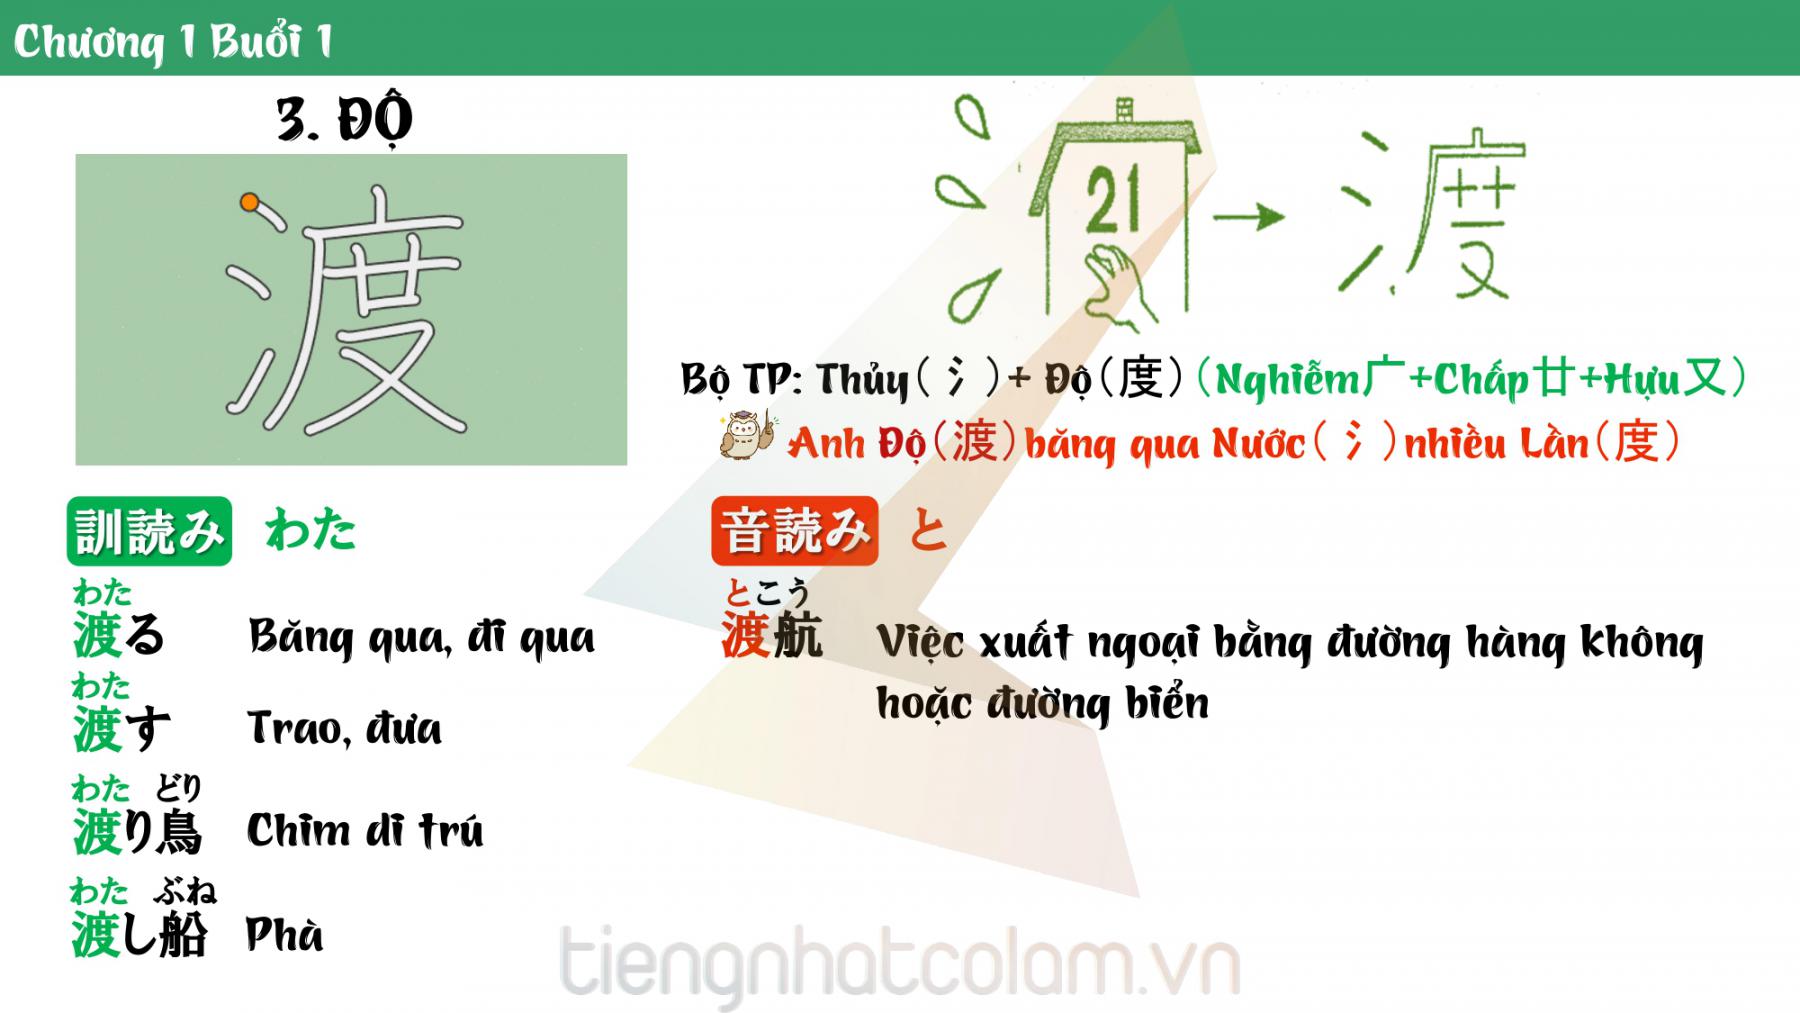 Chương 1 Buổi 1
3. ĐỘ
渡
21
渡
Bộ TP: Thủy(氵)+ Độ(度)(Nghiễm广+Chấp廿+Hựu又)
Anh Độ(渡)băng qua Nước(氵)nhiều Lần(度)
訓読み わた
わた
渡る Băng qua, đi qua
わた
渡す Trao, đưa
わた どり
渡り鳥 Chim di trú
わた ぶね
渡し船 Phà
音読み と
とこう
渡航 Việc xuất ngoại bằng đường hàng không
hoặc đường biển
tiengnhatcolam.vn